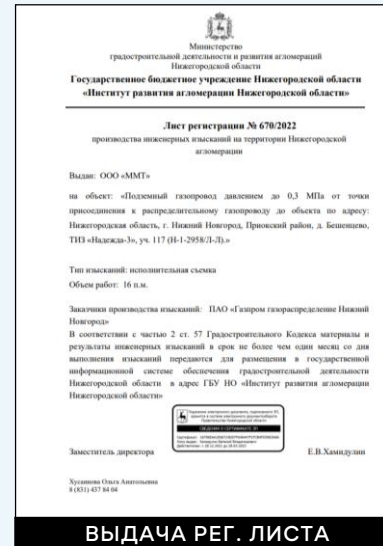 Министерство
градостроительной деятельности и развития агломераций
Нижегородской области
Государственное бюджетное учреждение Нижегородской области
«Институт развития агломерации Нижегородской области»
Лист регистрации № 670/2022
производства инженерных изысканий на территории Нижегородской
агломерации
Выдан: ООО «ММТ»
на объект: «Подземный газопровод давлением до 0,3 МПа от точки
присоединения к распределительному газопроводу до объекта по адресу:
Нижегородская область, г. Нижний Новгород, Приокский район, д. Бешенцево,
ТИЗ «Надежда-3», уч. 117 (Н-1-2958/Л-Л).»
Тип изысканий: исполнительная съемка
Объем работ: 16 п.м.
Заказчики производства изысканий: ПАО «Газпром газораспределение Нижний
Новгород»
В соответствии с частью 2 ст. 57 Градостроительного Кодекса материалы и
результаты инженерных изысканий в срок не более чем один месяц со дня
выполнения изысканий передаются для размещения в государственной
информационной системе обеспечения градостроительной деятельности
Нижегородской области в адрес ГБУ НО «Институт развития агломерации
Нижегородской области»
СВЕДЕНИЯ О СЕРТИФИКАТЕ ЭП
Заместитель директора
Е.В.Хамидулин
Хусаинова Ольга Анатольевна
8 (831) 437 84 04
ВЫДАЧА РЕГ. ЛИСТА